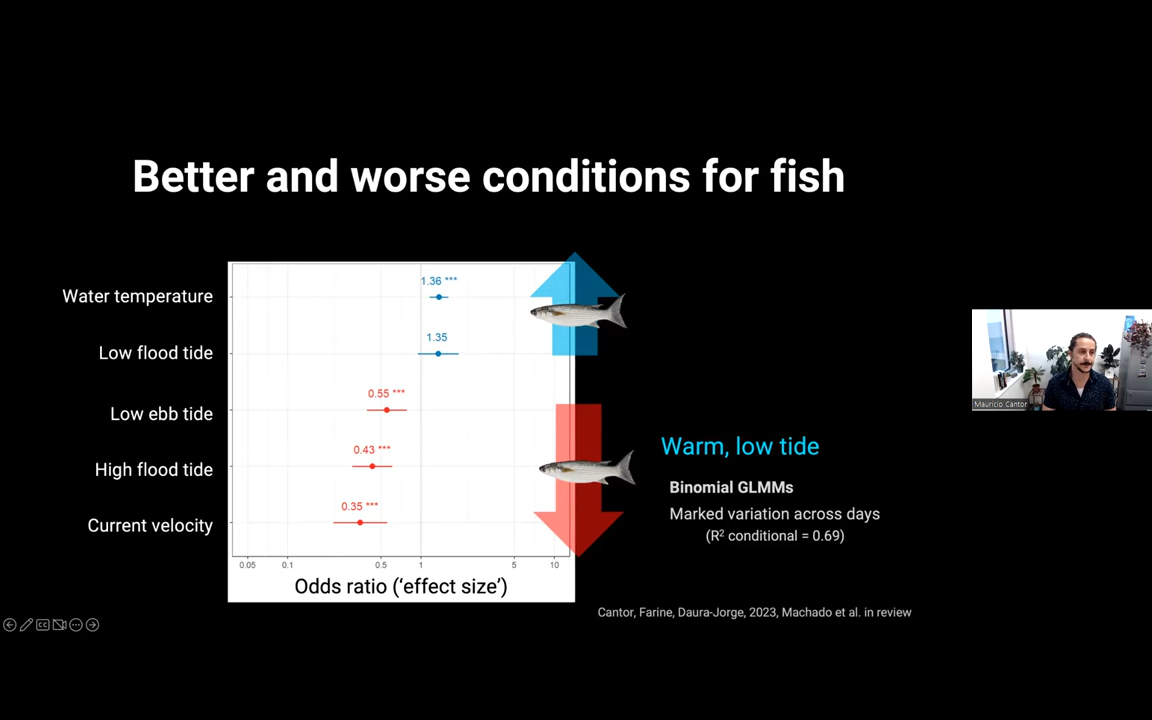 Better and worse conditions for fish
Water temperature
1.36 ***
Low flood tide
1.35
Low ebb tide
0.55 ***
High flood tide
0.43 ***
Current velocity
0.35 ***
0.05 0.1 0.5 1 5 10
Odds ratio (‘effect size’)
Warm, low tide
Binomial GLMMs
Marked variation across days
(R² conditional = 0.69)
Cantor, Farine, Daura-Jorge, 2023, Machado et al. in review
Mauricio Cantor
CC